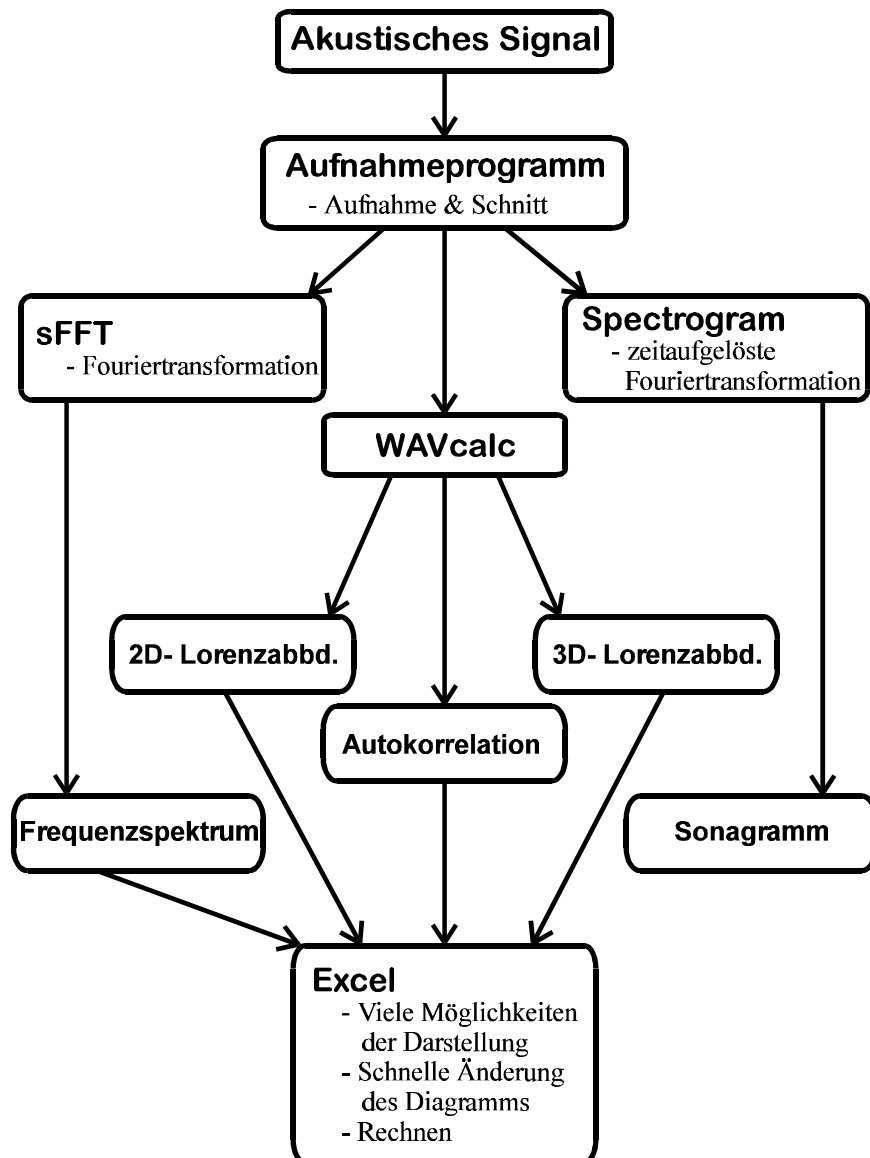 Akustisches Signal
Aufnahmeprogramm
- Aufnahme & Schnitt
sFFT
- Fouriertransformation
Spectrogram
- zeitaufgelöste
Fouriertransformation
WAVcalc
2D- Lorenzabbd.
3D- Lorenzabbd.
Autokorrelation
Frequenzspektrum
Sonagramm
Excel
- Viele Möglichkeiten
der Darstellung
- Schnelle Änderung
des Diagramms
- Rechnen